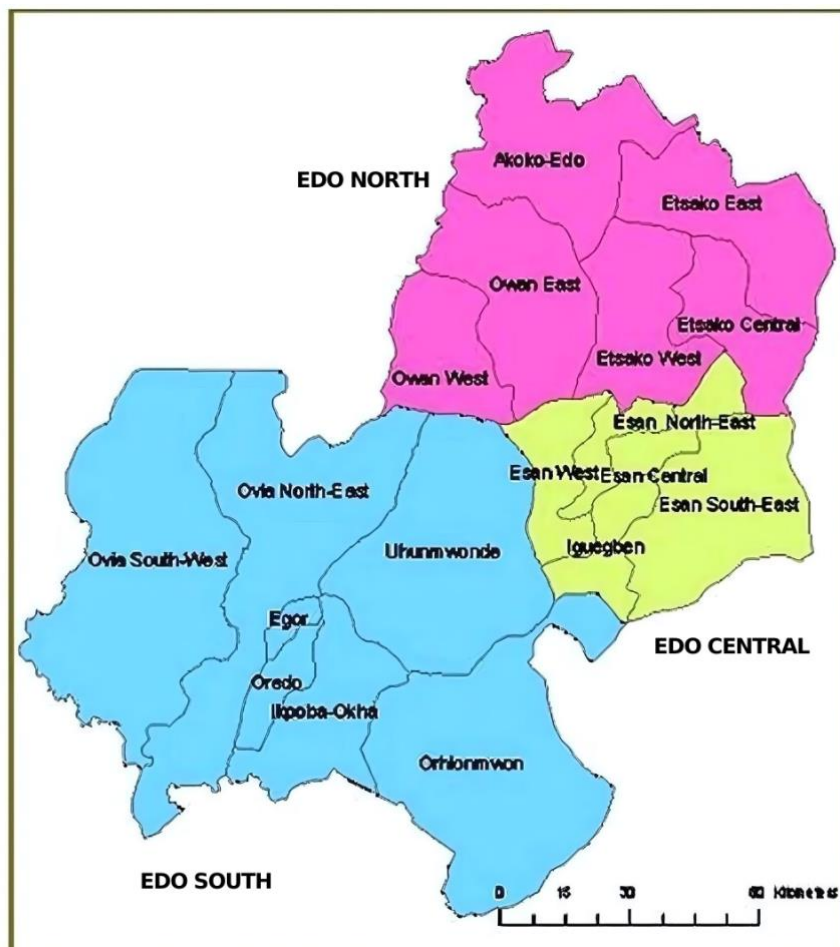 Akoko-Edo
EDO NORTH
Etsako East
Owan East
Etsako Central
Etsako West
Owan West
Esan North-East
Esan West
Esan Central
Ovia North-East
Esan South-East
Iguegben
Uhunmwonde
Ovia South-West
Egor
EDO CENTRAL
Oredo
Ikpoba-Okha
Orhionmwon
EDO SOUTH
0 15 30 60 Kilometers